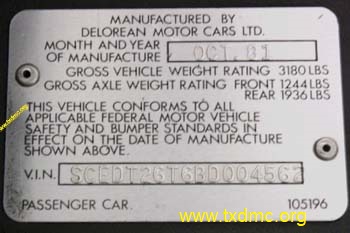 MANUFACTURED BY
DELOREAN MOTOR CARS LTD.
MONTH AND YEAR
OF MANUFACTURE OCT.81
GROSS VEHICLE WEIGHT RATING 3180 LBS
GROSS AXLE WEIGHT RATING FRONT 1244 LBS
REAR 1936 LBS
THIS VEHICLE CONFORMS TO ALL
APPLICABLE FEDERAL MOTOR VEHICLE
SAFETY AND BUMPER STANDARDS IN
EFFECT ON THE DATE OF MANUFACTURE
SHOWN ABOVE.
V.I.N. SCEDT26T6BD004562
PASSENGER CAR. 105196
www.txdmc.org
www.txdmc.org